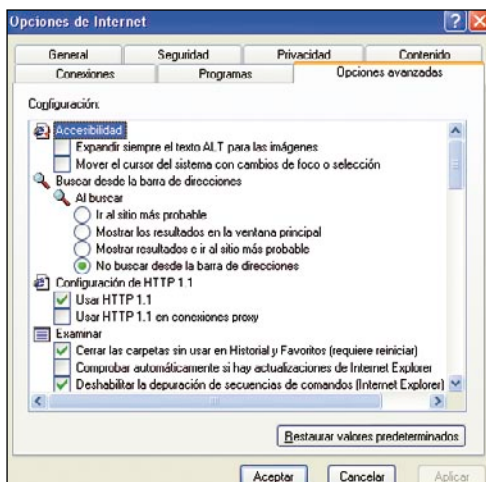 Opciones de Internet
General Seguridad Privacidad Contenido
Conexiones Programas Opciones avanzadas
Configuración:
Accesibilidad
Expandir siempre el texto ALT para las imágenes
Mover el cursor del sistema con cambios de foco o selección
Buscar desde la barra de direcciones
Al buscar
Ir al sitio más probable
Mostrar los resultados en la ventana principal
Mostrar resultados e ir al sitio más probable
No buscar desde la barra de direcciones
Configuración de HTTP 1.1
Usar HTTP 1.1
Usar HTTP 1.1 en conexiones proxy
Examinar
Cerrar las carpetas sin usar en Historial y Favoritos (requiere reiniciar)
Comprobar automáticamente si hay actualizaciones de Internet Explorer
Deshabilitar la depuración de secuencias de comandos (Internet Explorer)
Restaurar valores predeterminados
Aceptar Cancelar Aplicar